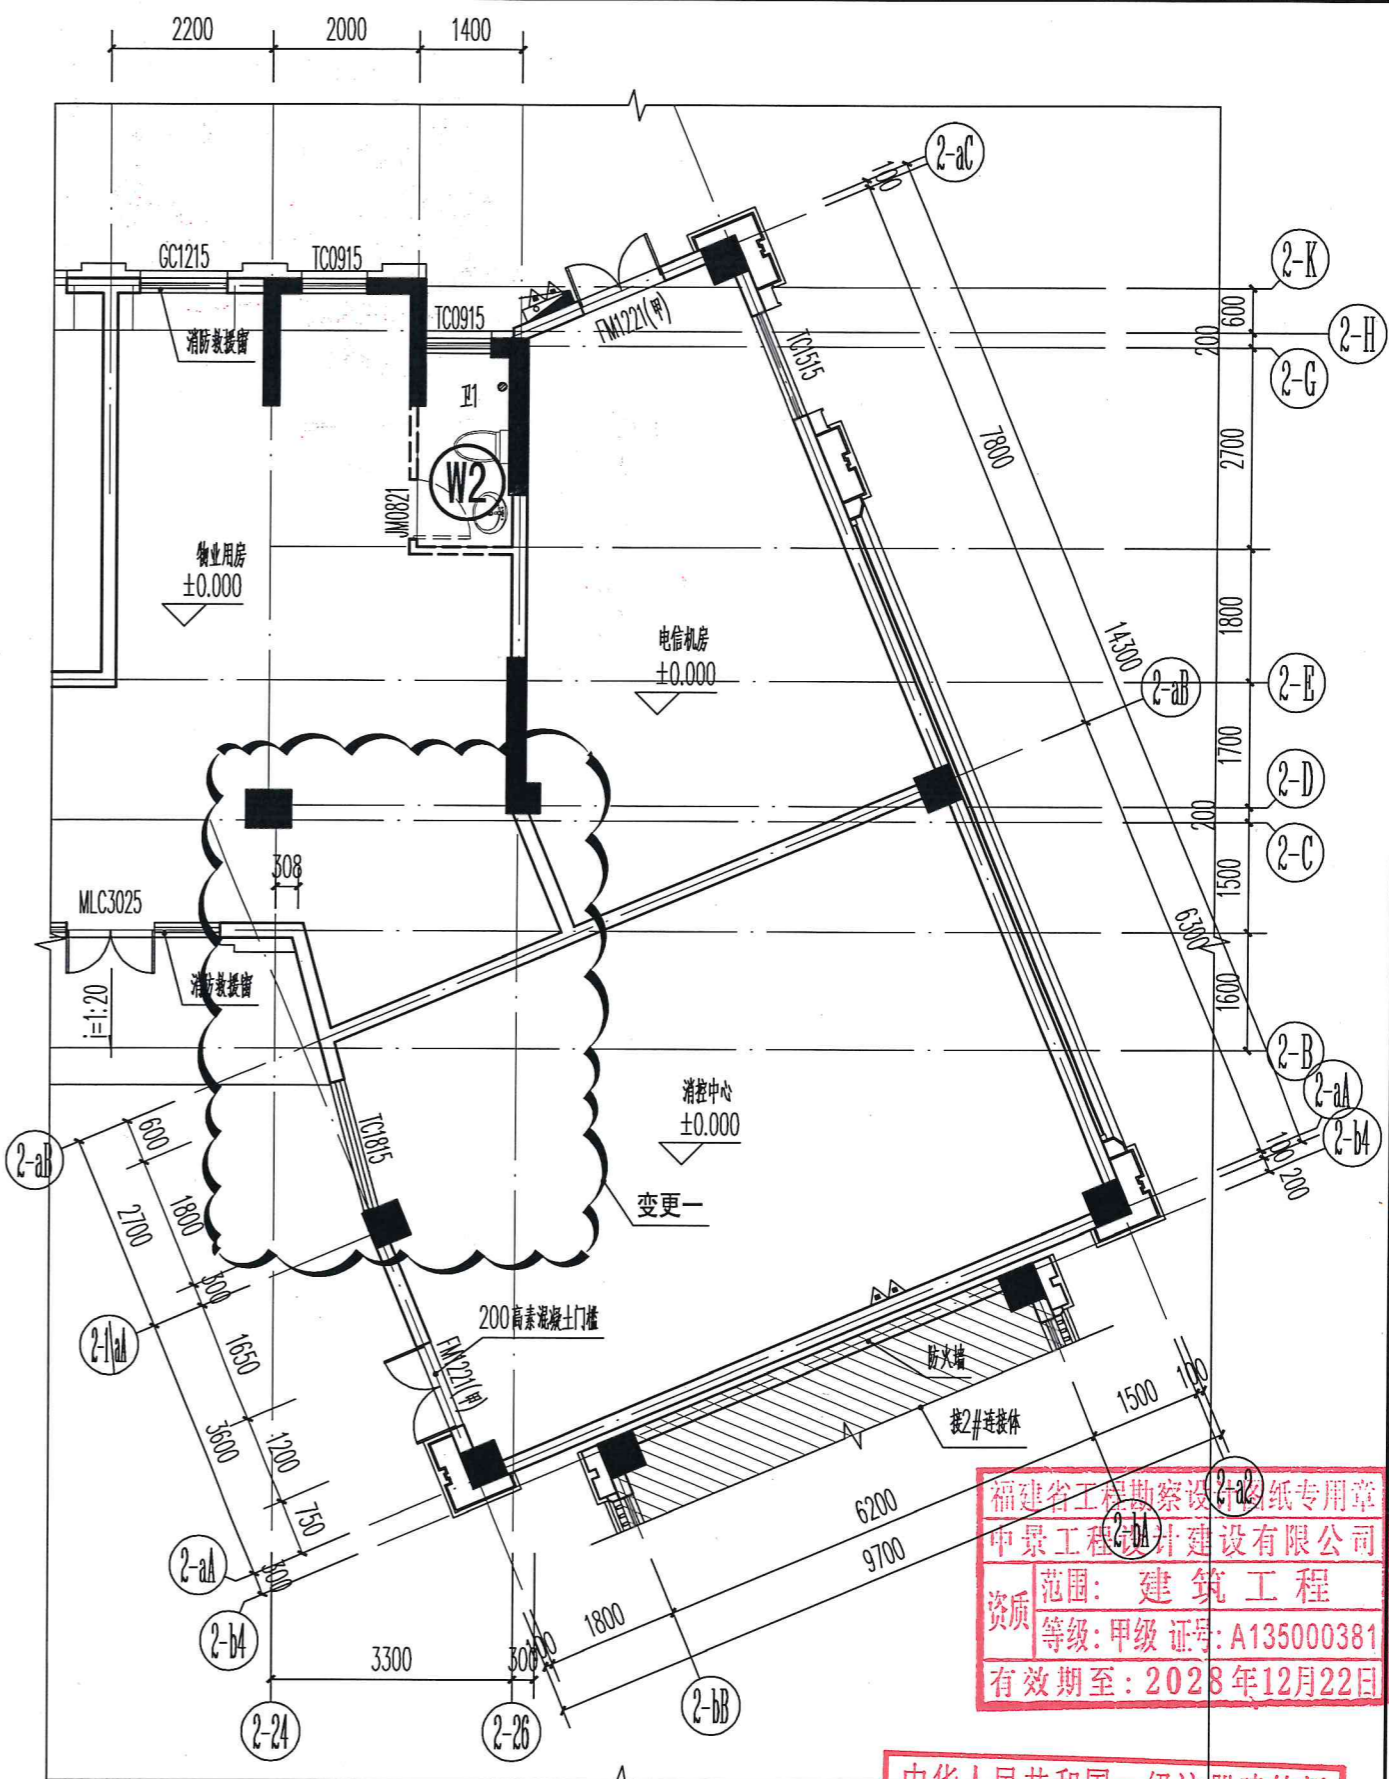 2200 2000 1400
2-aC
100
GC1215 TC0915
2-K
600
TC0915
FM1221(甲)
消防救援窗
TC1515
200
2-H
2-G
卫1
7800
2700
W2
JM0821
物业用房
±0.000
电信机房
±0.000
1800
14300
2-aB
2-E
1700
2-D
200
2-C
308
1500
MLC3025
6300
消防救援窗
i=1:20
1600
2-B
消控中心
±0.000
2-aA
2-b4
TC1815
600
2-aB
100
200
1800
2700
变更一
300
200高素混凝土门槛
2-1/aA
1650
FM1221(甲)
防火墙
3600
1200
1500 100
接2#连接体
750
6200
2-a2
2-bA
9700
2-aA
300
2-b4
1800
100
3300 300
2-24 2-26 2-bB
福建省工程勘察设计图纸专用章
中景工程设计建设有限公司
资质
范围: 建筑工程
等级:甲级 证号:A135000381
有效期至:2028年12月22日